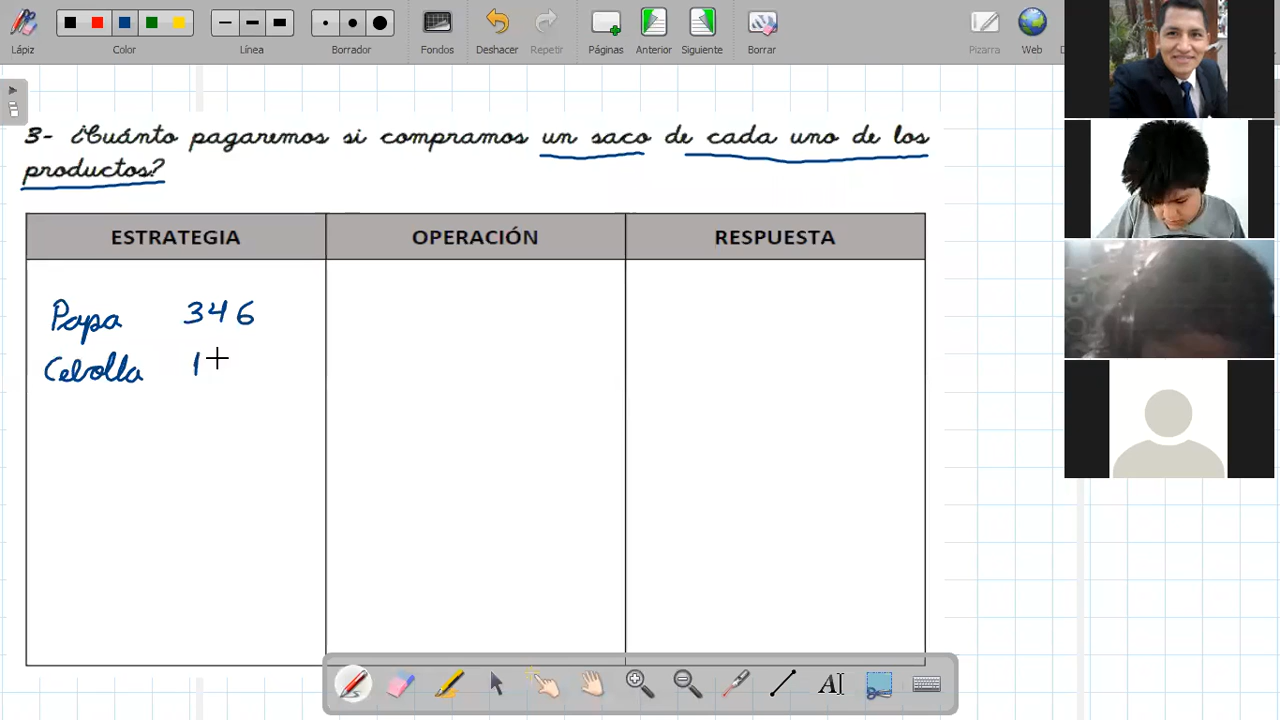 Lápiz Color Línea Borrador Fondos Deshacer Repetir Páginas Anterior Siguiente Borrar Pizarra Web
3- ¿Cuánto pagaremos si compramos un saco de cada uno de los
productos?
ESTRATEGIA OPERACIÓN RESPUESTA
Papa 346
Cebolla 1